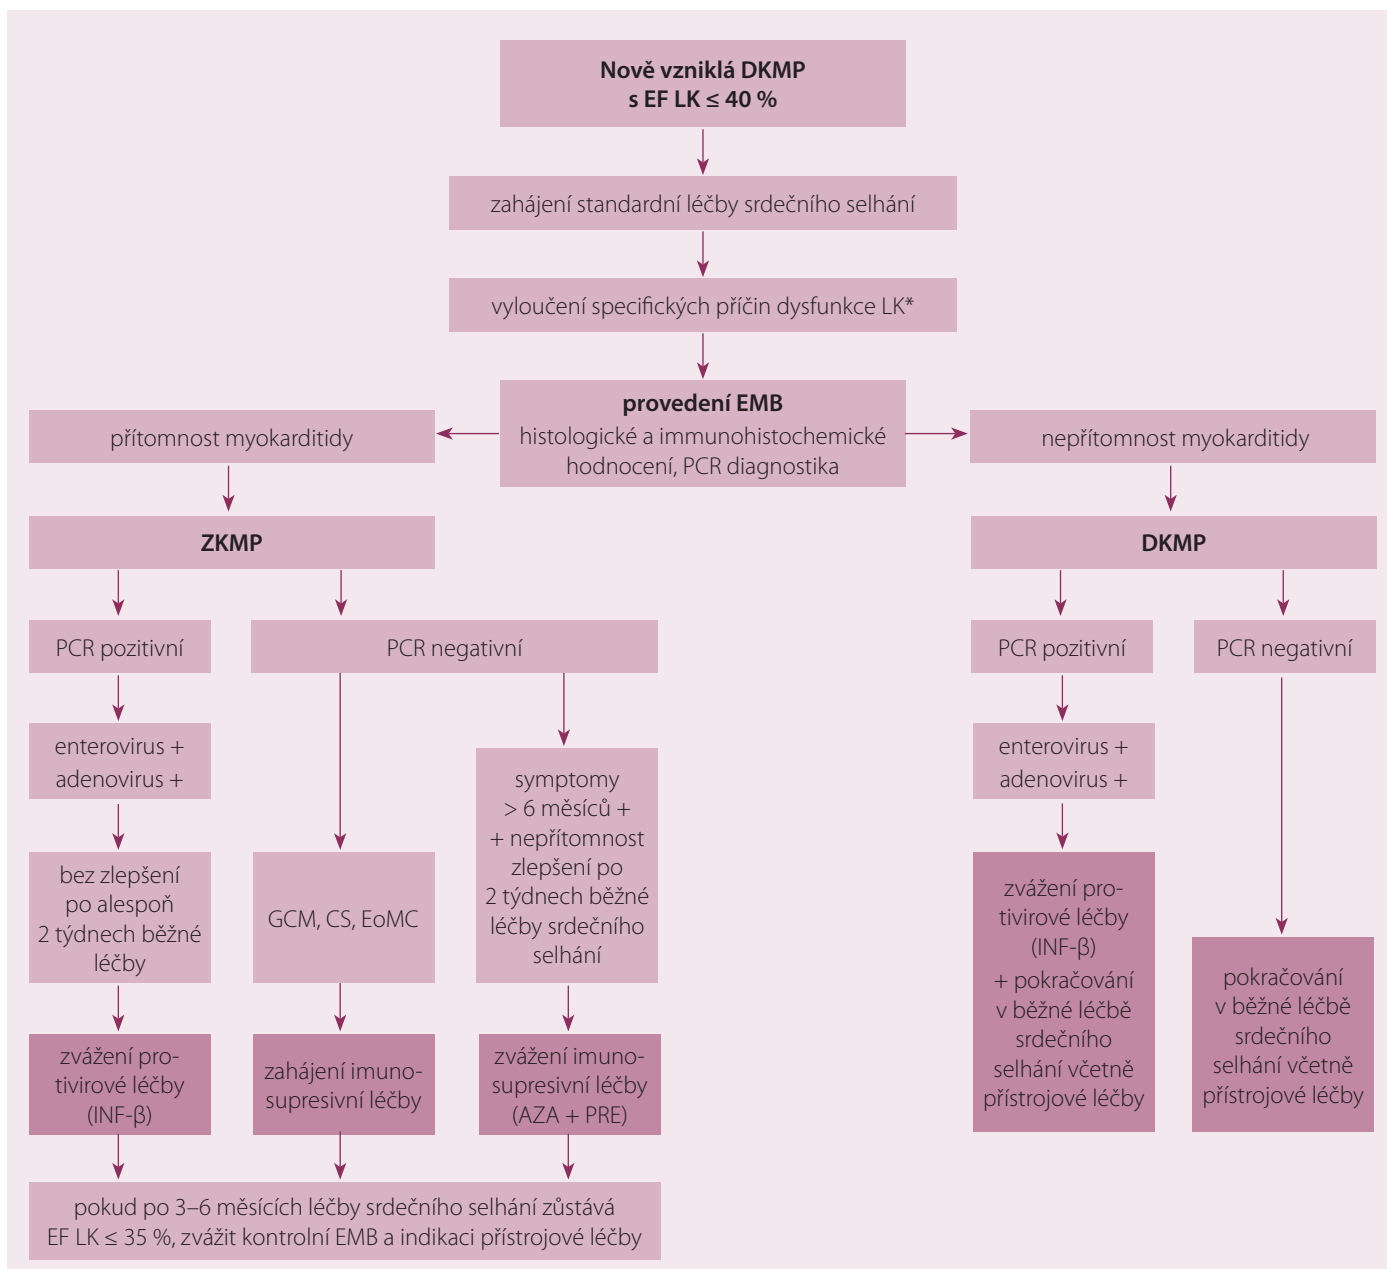 Nově vzniklá DKMP
s EF LK ≤ 40 %
zahájení standardní léčby srdečního selhání
vyloučení specifických příčin dysfunkce LK*
provedení EMB
histologické a immunohistochemické
hodnocení, PCR diagnostika
přítomnost myokarditidy
nepřítomnost myokarditidy
ZKMP
DKMP
PCR pozitivní
PCR negativní
PCR pozitivní
PCR negativní
enterovirus +
adenovirus +
symptomy
> 6 měsíců +
+ nepřítomnost
zlepšení po
2 týdnech běžné
léčby srdečního
selhání
enterovirus +
adenovirus +
bez zlepšení
po alespoň
2 týdnech běžné
léčby
GCM, CS, EoMC
zvážení pro-
tivirové léčby
(INF-β)
+ pokračování
v běžné léčbě
srdečního
selhání včetně
přístrojové léčby
pokračování
v běžné léčbě
srdečního
selhání včetně
přístrojové léčby
zvážení pro-
tivirové léčby
(INF-β)
zahájení imuno-
supresivní léčby
zvážení imuno-
supresivní léčby
(AZA + PRE)
pokud po 3–6 měsících léčby srdečního selhání zůstává
EF LK ≤ 35 %, zvážit kontrolní EMB a indikaci přístrojové léčby